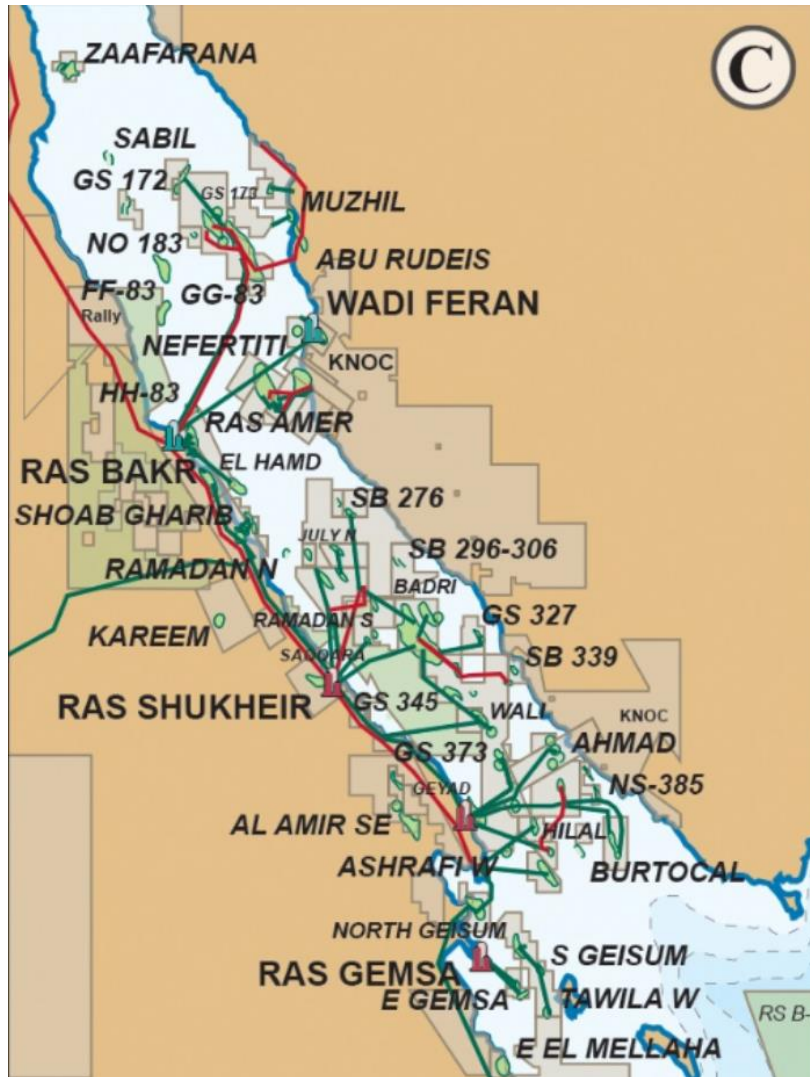 C
ZAAFARANA
SABIL
GS 172
GS 173
MUZHIL
NO 183
ABU RUDEIS
FF-83
GG-83
WADI FERAN
Rally
NEFERTITI
KNOC
HH-83
RAS AMER
RAS BAKR
EL HAMD
SHOAB GHARIB
SB 276
JULY N
SB 296-306
RAMADAN N
BADRI
KAREEM
RAMADAN S
GS 327
SAQQARA
SB 339
RAS SHUKHEIR
GS 345
WALI
KNOC
GS 373
AHMAD
GEYAD
NS-385
AL AMIR SE
HILAL
ASHRAFI W
BURTOCAL
NORTH GEISUM
S GEISUM
RAS GEMSA
E GEMSA
TAWILA W
RS B-
E EL MELLAHA